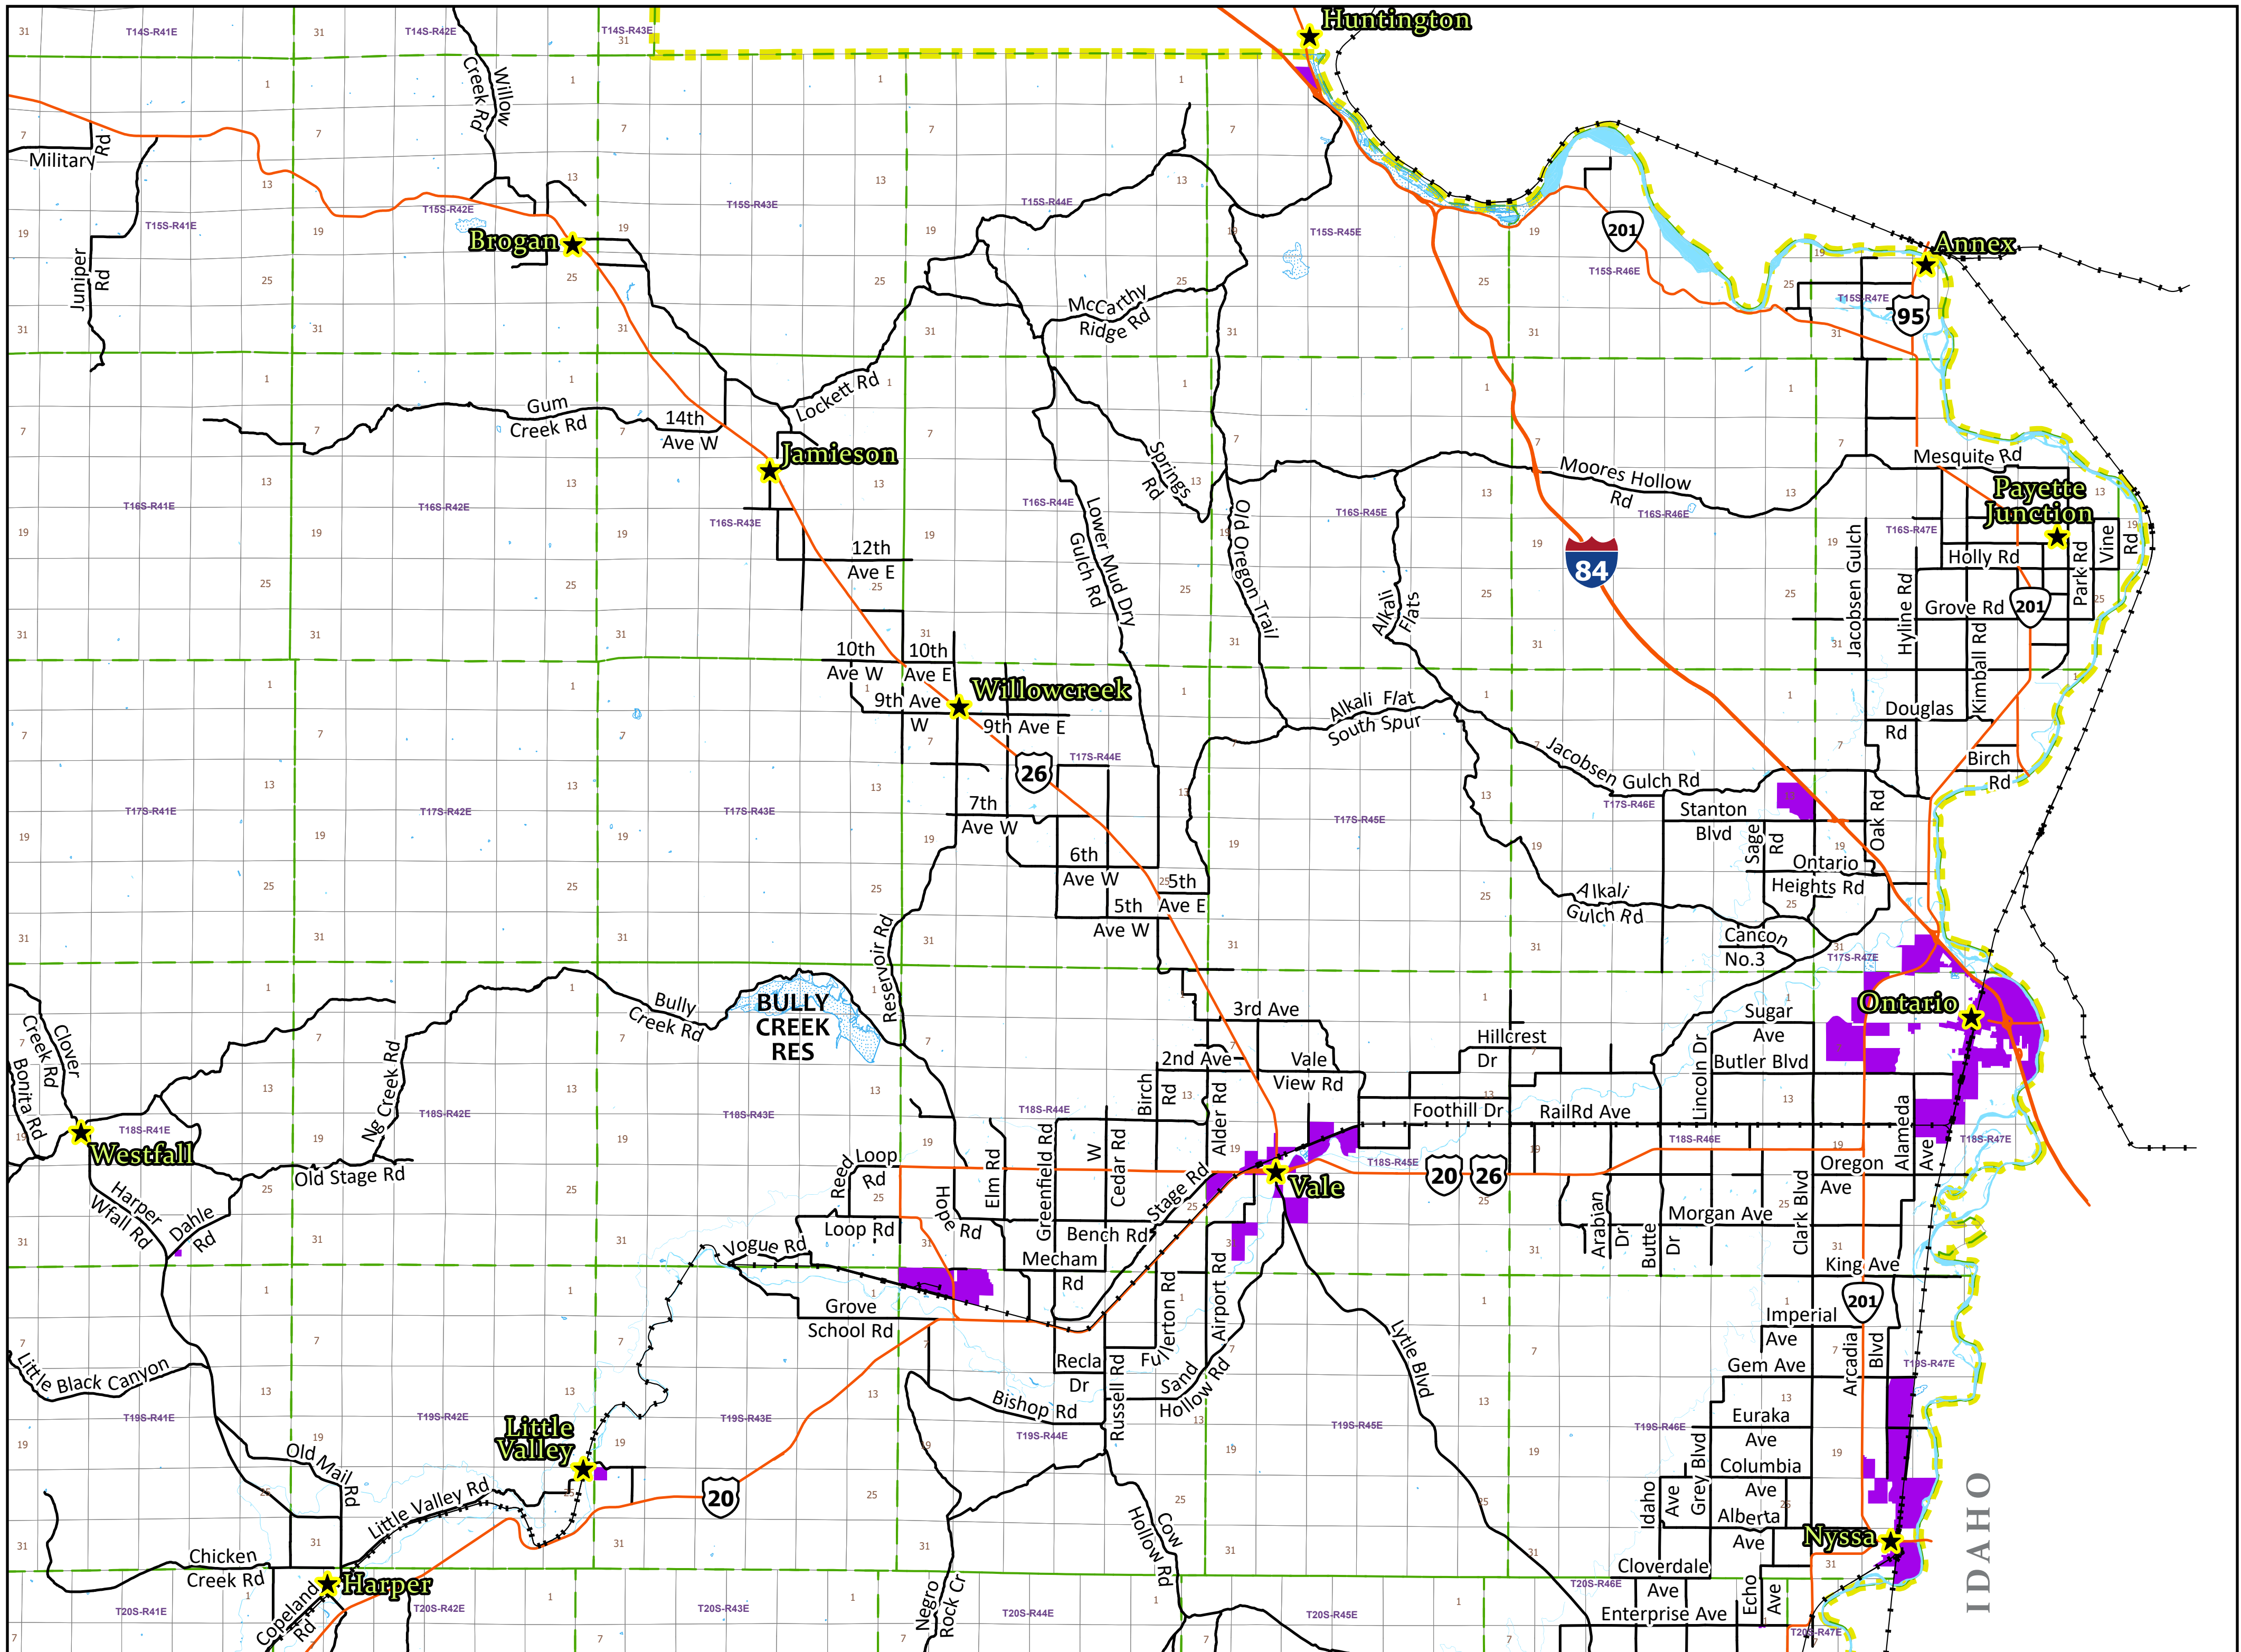 Huntington
T14S-R41E
T14S-R42E
T14S-R43E
Willow
Creek Rd
Military
Rd
Juniper
Rd
T15S-R41E
T15S-R42E
T15S-R43E
T15S-R44E
T15S-R45E
T15S-R46E
T15S-R47E
Brogan
201
Annex
95
McCarthy
Ridge Rd
Lockett Rd
Gum
Creek Rd
14th
Ave W
Jamieson
Springs
Rd
Moores Hollow
Rd
Mesquite Rd
Payette
Junction
T16S-R41E
T16S-R42E
T16S-R43E
T16S-R44E
T16S-R45E
T16S-R46E
T16S-R47E
Lower Mud Dry
Gulch Rd
Old Oregon Trail
Alkali
Flats
84
12th
Ave E
Holly Rd
Vine
Rd
Park Rd
Grove Rd
201
Jacobsen Gulch
Hyline Rd
Kimball Rd
10th
Ave W
10th
Ave E
Willowcreek
9th Ave
W
9th Ave E
26
Alkali Flat
South Spur
Douglas
Rd
Birch
Rd
Jacobsen Gulch Rd
T17S-R41E
T17S-R42E
T17S-R43E
T17S-R44E
T17S-R45E
T17S-R46E
T17S-R47E
7th
Ave W
6th
Ave W
5th
Ave E
5th
Ave W
Stanton
Blvd
Sage
Rd
Oak Rd
Ontario
Heights Rd
Alkali
Gulch Rd
Cancon
No.3
Reservoir Rd
Bully
Creek Rd
BULLY
CREEK
RES
Ontario
3rd Ave
2nd Ave
Vale
View Rd
Hillcrest
Dr
Sugar
Ave
Butler Blvd
Lincoln Dr
Clover
Creek Rd
Bonita Rd
Westfall
Ng Creek Rd
Old Stage Rd
Harper
Wfall Rd
Dahle
Rd
T18S-R41E
T18S-R42E
T18S-R43E
T18S-R44E
T18S-R45E
T18S-R46E
T18S-R47E
Birch
Rd
Alder Rd
Foothill Dr
RailRd Ave
Alameda
Ave
Vale
20
26
Reed
Loop
Rd
Loop Rd
Hope Rd
Elm Rd
Greenfield Rd
W
Cedar Rd
Stage Rd
Bench Rd
Mecham
Rd
Oregon
Ave
Morgan Ave
Arabian
Dr
Butte
Dr
Clark Blvd
King Ave
Vogue Rd
Grove
School Rd
Fullerton Rd
Airport Rd
Lytle Blvd
Imperial
Ave
201
Gem Ave
Arcadia
Blvd
Little Black Canyon
Recla
Dr
Russell Rd
Sand
Hollow Rd
Bishop Rd
T19S-R41E
T19S-R42E
T19S-R43E
T19S-R44E
T19S-R45E
T19S-R46E
T19S-R47E
Little
Valley
Old Mail
Rd
Little Valley Rd
20
Euraka
Ave
Columbia
Ave
Grey Blvd
Idaho
Ave
Alberta
Ave
Nyssa
IDAHO
Cow
Hollow Rd
Chicken
Creek Rd
Harper
Copeland
Rd
Negro
Rock Cr
Cloverdale
Ave
Echo
Ave
Enterprise Ave
T20S-R41E
T20S-R42E
T20S-R43E
T20S-R44E
T20S-R45E
T20S-R46E
T20S-R47E